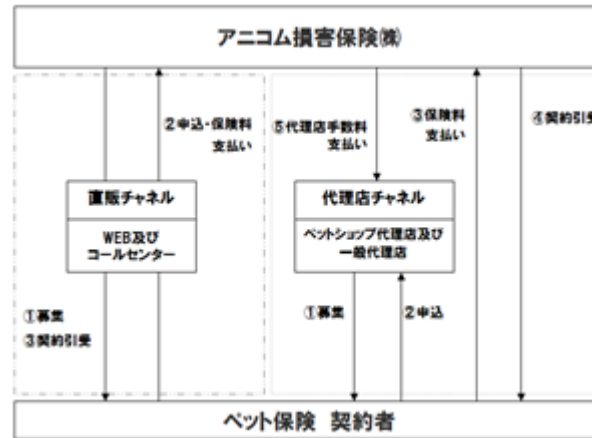 アニコム損害保険㈱
②申込・保険料
支払い
直販チャネル
WEB及び
コールセンター
①募集
③契約引受
⑤代理店手数料
支払い
③保険料
支払い
④契約引受
代理店チャネル
ペットショップ代理店及び
一般代理店
①募集
②申込
ペット保険 契約者